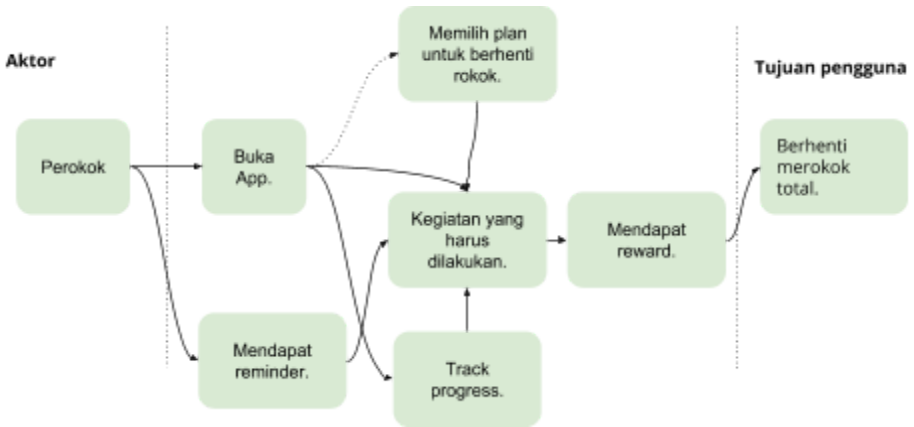 Aktor
Perokok
Buka
App.
Mendapat
reminder.
Memilih plan
untuk berhenti
rokok.
Kegiatan yang
harus
dilakukan.
Track
progress.
Mendapat
reward.
Tujuan pengguna
Berhenti
merokok
total.